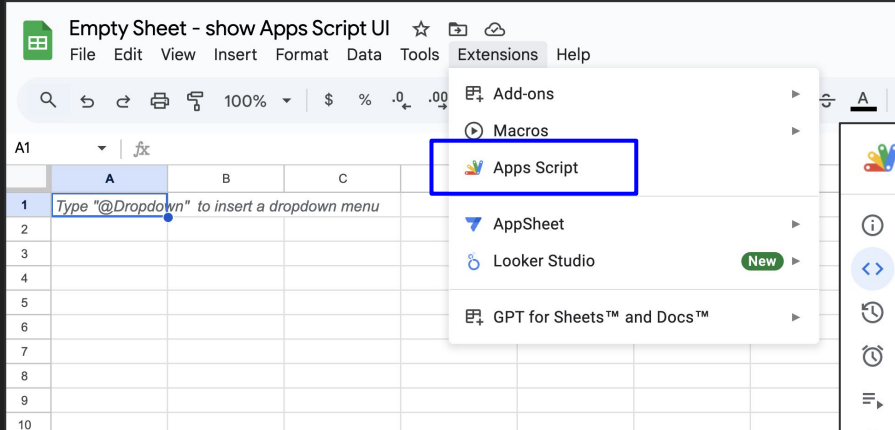 Empty Sheet - show Apps Script UI
File Edit View Insert Format Data Tools Extensions Help
100% $ % .0 .00 A
A1 fx
Add-ons
Macros
Apps Script
AppSheet
Looker Studio New
GPT for Sheets™ and Docs™
A B C
1 Type "@Dropdown" to insert a dropdown menu
2
3
4
5
6
7
8
9
10